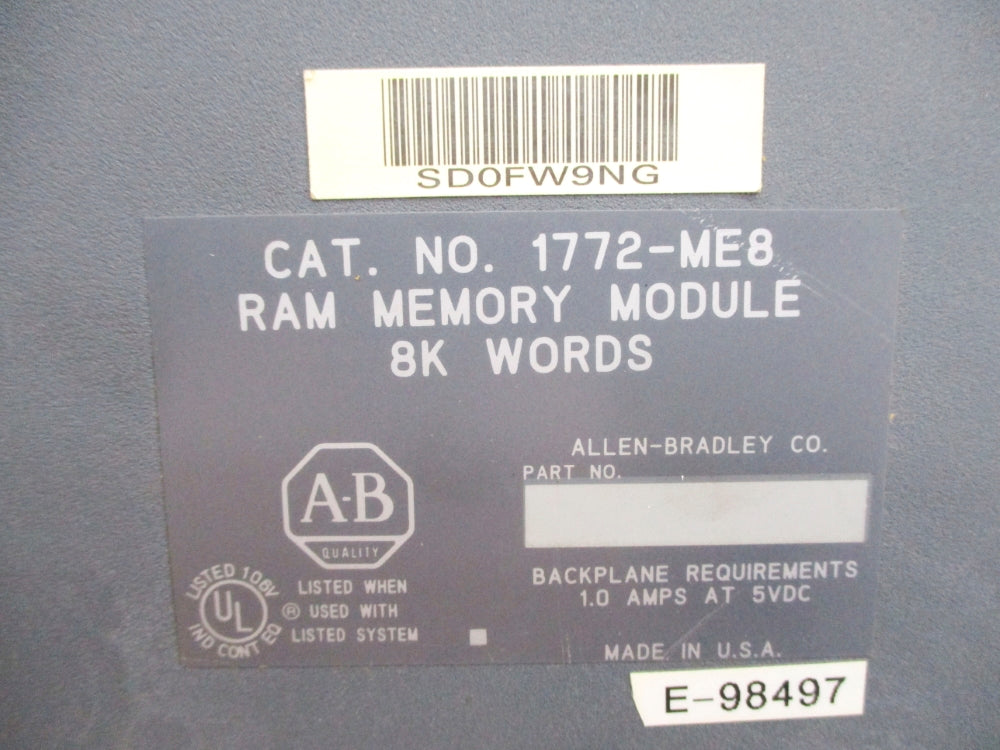 SD0FW9NG
CAT. NO. 1772-ME8
RAM MEMORY MODULE
8K WORDS
ALLEN-BRADLEY CO.
PART NO.
A-B
QUALITY
BACKPLANE REQUIREMENTS
1.0 AMPS AT 5VDC
LISTED 106V
UL
IND CONT EQ
®
LISTED WHEN
USED WITH
LISTED SYSTEM
MADE IN U.S.A.
E-98497